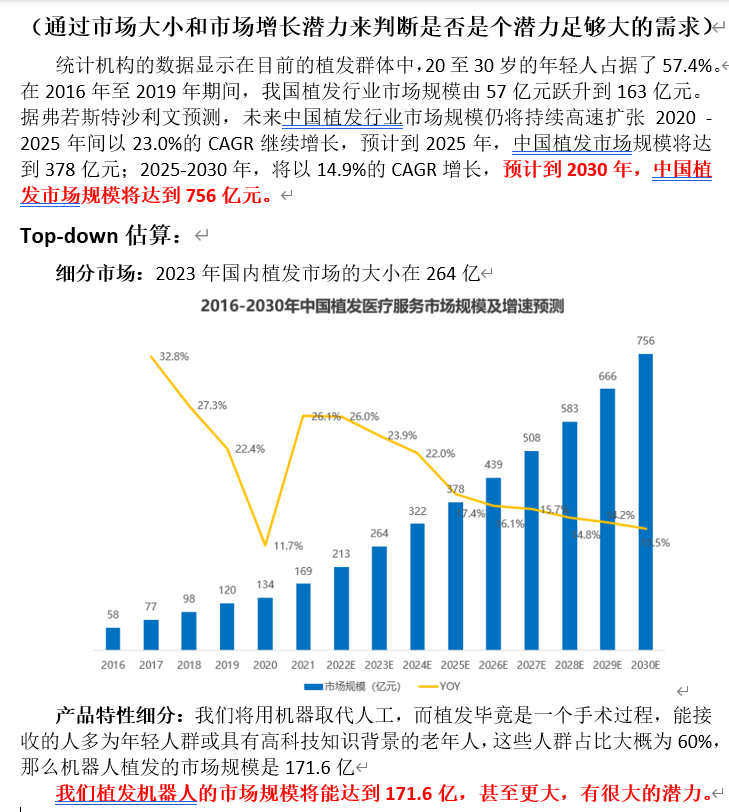 （通过市场大小和市场增长潜力来判断是否是个潜力足够大的需求）
统计机构的数据显示在目前的植发群体中，20 至 30 岁的年轻人占据了 57.4%。
在 2016 年至 2019 年期间，我国植发行业市场规模由 57 亿元跃升到 163 亿元。
据弗若斯特沙利文预测，未来中国植发行业市场规模仍将持续高速扩张 2020 -
2025 年间以 23.0%的 CAGR 继续增长，预计到 2025 年，中国植发市场规模将达
到 378 亿元；2025-2030 年，将以 14.9%的 CAGR 增长，预计到 2030 年，中国植
发市场规模将达到 756 亿元。
Top-down 估算：
细分市场：2023 年国内植发市场的大小在 264 亿
2016-2030年中国植发医疗服务市场规模及增速预测
756
666
583
508
439
378
322
264
213
169
134
120
98
77
58
32.8%
27.3%
22.4%
11.7%
26.1%
26.0%
23.9%
22.0%
7.4%
6.1%
15.7%
4.8%
4.2%
.5%
2016 2017 2018 2019 2020 2021 2022E 2023E 2024E 2025E 2026E 2027E 2028E 2029E 2030E
市场规模（亿元） YOY
产品特性细分：我们将用机器取代人工，而植发毕竟是一个手术过程，能接
收的人多为年轻人群或具有高科技知识背景的老年人，这些人群占比大概为 60%，
那么机器人植发的市场规模是 171.6 亿
我们植发机器人的市场规模将能达到 171.6 亿，甚至更大，有很大的潜力。